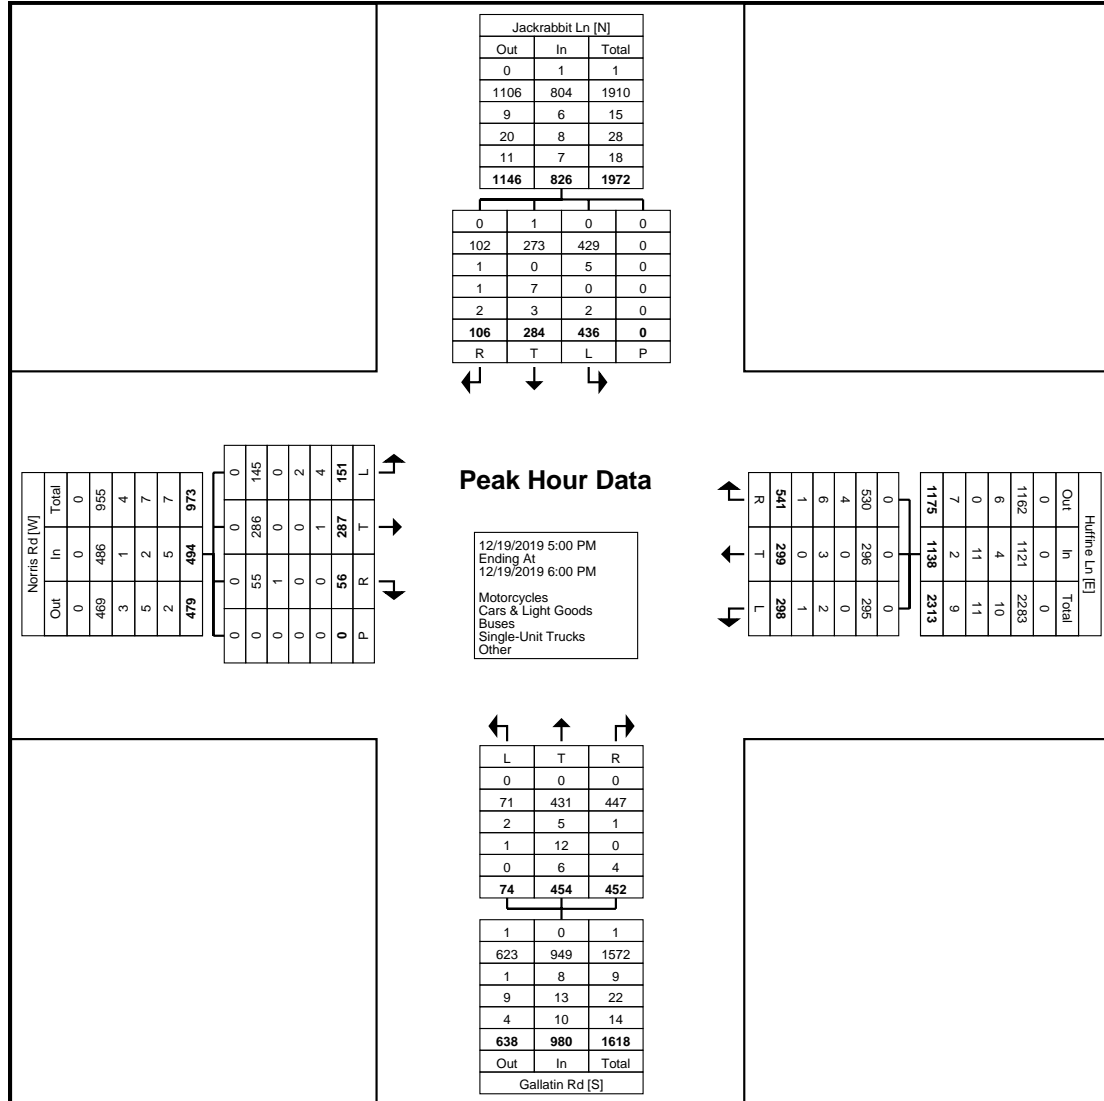 Jackrabbit Ln [N]
Out In Total
0 1 1
1106 804 1910
9 6 15
20 8 28
11 7 18
1146 826 1972
0 1 0 0
102 273 429 0
1 0 5 0
1 7 0 0
2 3 2 0
106 284 436 0
R T L P
Norris Rd [W]
Out In Total
0 0 0
469 486 955
3 1 4
5 2 7
2 5 7
479 494 973
0 0 0 0
0 55 286 145
0 1 0 0
0 0 0 2
0 0 1 4
0 56 287 151
P R T L
Peak Hour Data
12/19/2019 5:00 PM
Ending At
12/19/2019 6:00 PM
Motorcycles
Cars & Light Goods
Buses
Single-Unit Trucks
Other
Huffine Ln [E]
Out In Total
0 0 0
1162 1121 2283
6 4 10
0 11 11
7 2 9
1175 1138 2313
0 0 0
530 296 295
4 0 0
6 3 2
1 0 1
541 299 298
R T L
L T R
0 0 0
71 431 447
2 5 1
1 12 0
0 6 4
74 454 452
1 0 1
623 949 1572
1 8 9
9 13 22
4 10 14
638 980 1618
Out In Total
Gallatin Rd [S]